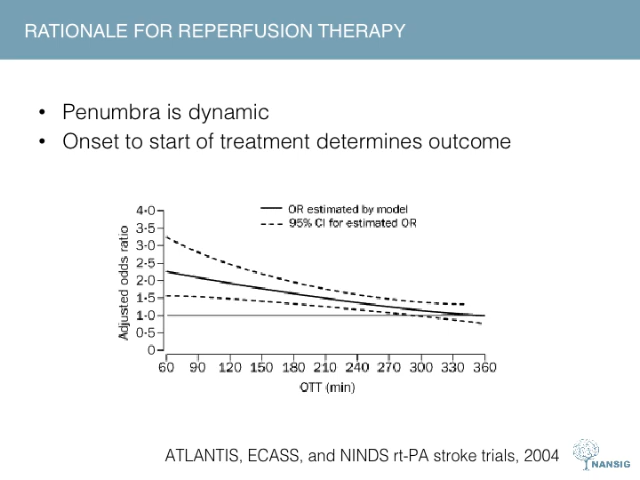 RATIONALE FOR REPERFUSION THERAPY
• Penumbra is dynamic
• Onset to start of treatment determines outcome
OR estimated by model
95% CI for estimated OR
Adjusted odds ratio
4·0
3·5
3·0
2·5
2·0
1·5
1·0
0·5
0
60 90 120 150 180 210 240 270 300 330 360
OTT (min)
ATLANTIS, ECASS, and NINDS rt-PA stroke trials, 2004
NANSIG